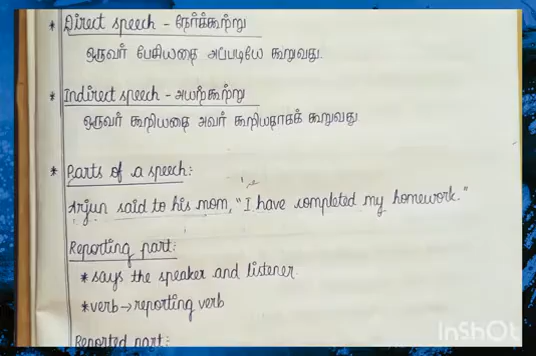 * Direct speech - நேர்க்கூற்று
ஒருவர் பேசியதை அப்படியே கூறுவது.
* Indirect speech - அயற்கூற்று
ஒருவர் கூறியதை அவர் கூறியதாகக் கூறுவது
* Parts of a speech:
Arjun said to his mom, "I have completed my homework."
Reporting part:
* says the speaker and listener.
* verb → reporting verb
Reported part:
InShOt